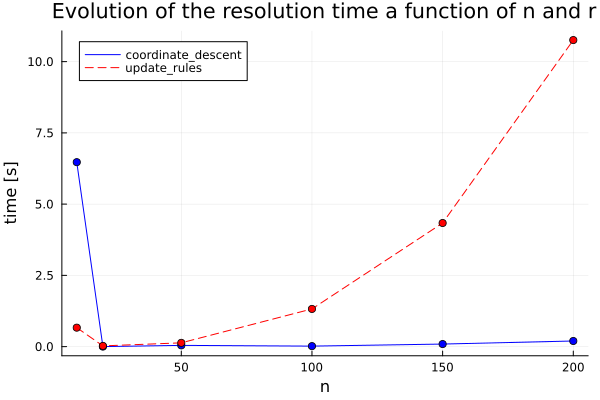 Evolution of the resolution time a function of n and r
coordinate_descent
update_rules
time [s]
10.0
7.5
5.0
2.5
0.0
50
100
150
200
n